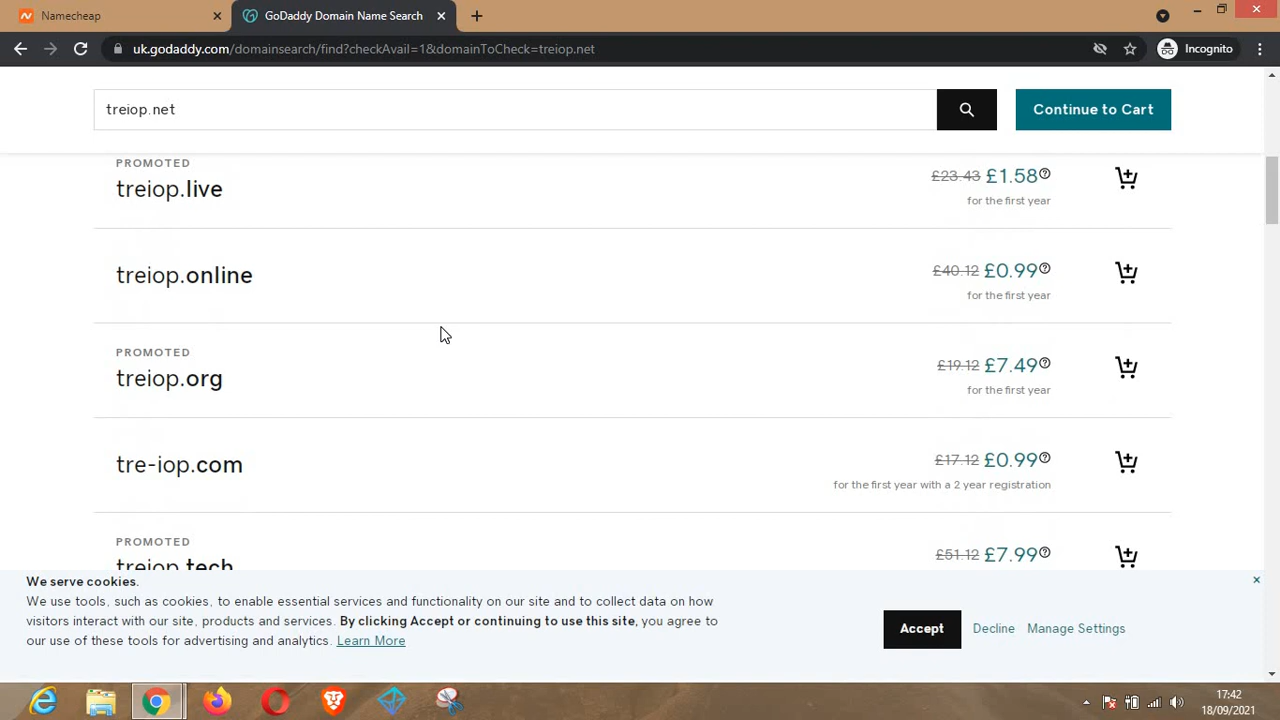 Namecheap
GoDaddy Domain Name Search
uk.godaddy.com/domainsearch/find?checkAvail=1&domainToCheck=treiop.net
Incognito
treiop.net
Continue to Cart
PROMOTED
treiop.live
£23.43 £1.58
for the first year
treiop.online
£40.12 £0.99
for the first year
PROMOTED
treiop.org
£19.12 £7.49
for the first year
tre-iop.com
£17.12 £0.99
for the first year with a 2 year registration
PROMOTED
treiop.tech
£51.12 £7.99
We serve cookies.
We use tools, such as cookies, to enable essential services and functionality on our site and to collect data on how
visitors interact with our site, products and services. By clicking Accept or continuing to use this site, you agree to
our use of these tools for advertising and analytics. Learn More
Accept
Decline
Manage Settings
17:42
18/09/2021